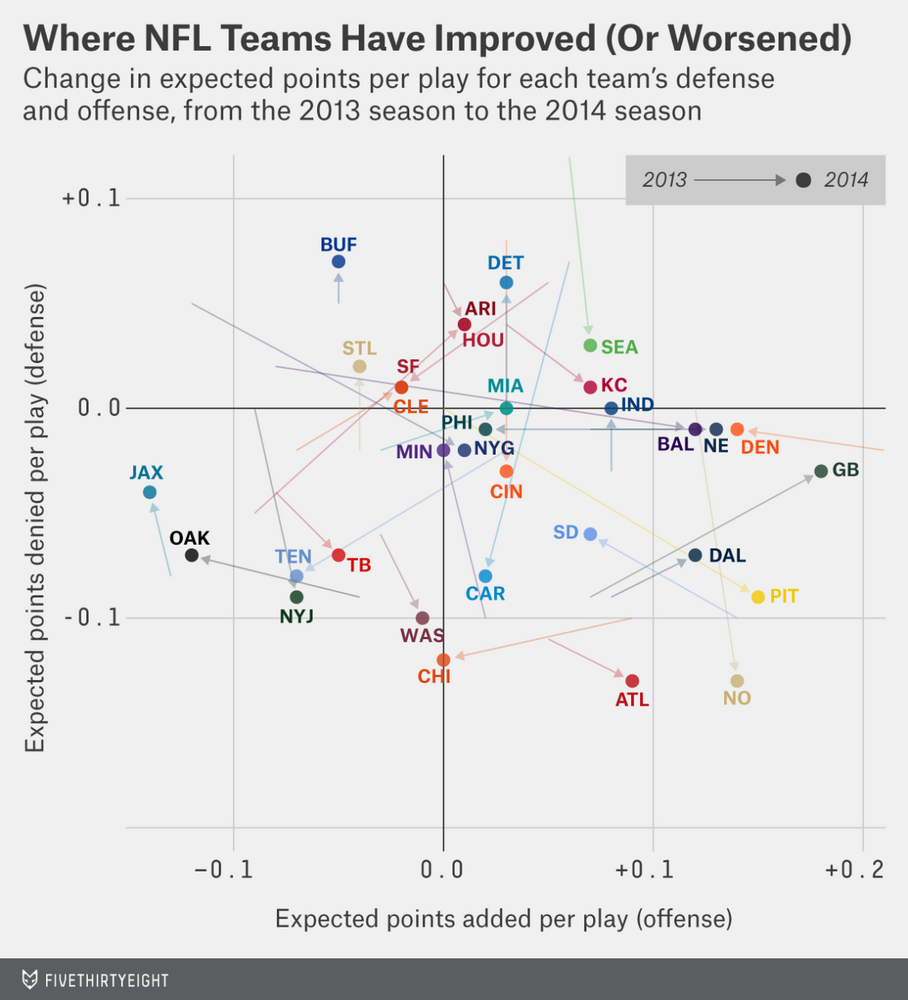 Where NFL Teams Have Improved (Or Worsened)
Change in expected points per play for each team's defense
and offense, from the 2013 season to the 2014 season
2013 2014
+0.1
BUF
DET
ARI
HOU
STL
SEA
SF
KC
MIA
0.0
CLE
IND
PHI
BAL
NE
DEN
MIN
NYG
JAX
CIN
GB
OAK
SD
TEN
TB
DAL
CAR
PIT
NYJ
-0.1
WAS
CHI
ATL
NO
Expected points denied per play (defense)
-0.1 0.0 +0.1 +0.2
Expected points added per play (offense)
FIVETHIRTYEIGHT